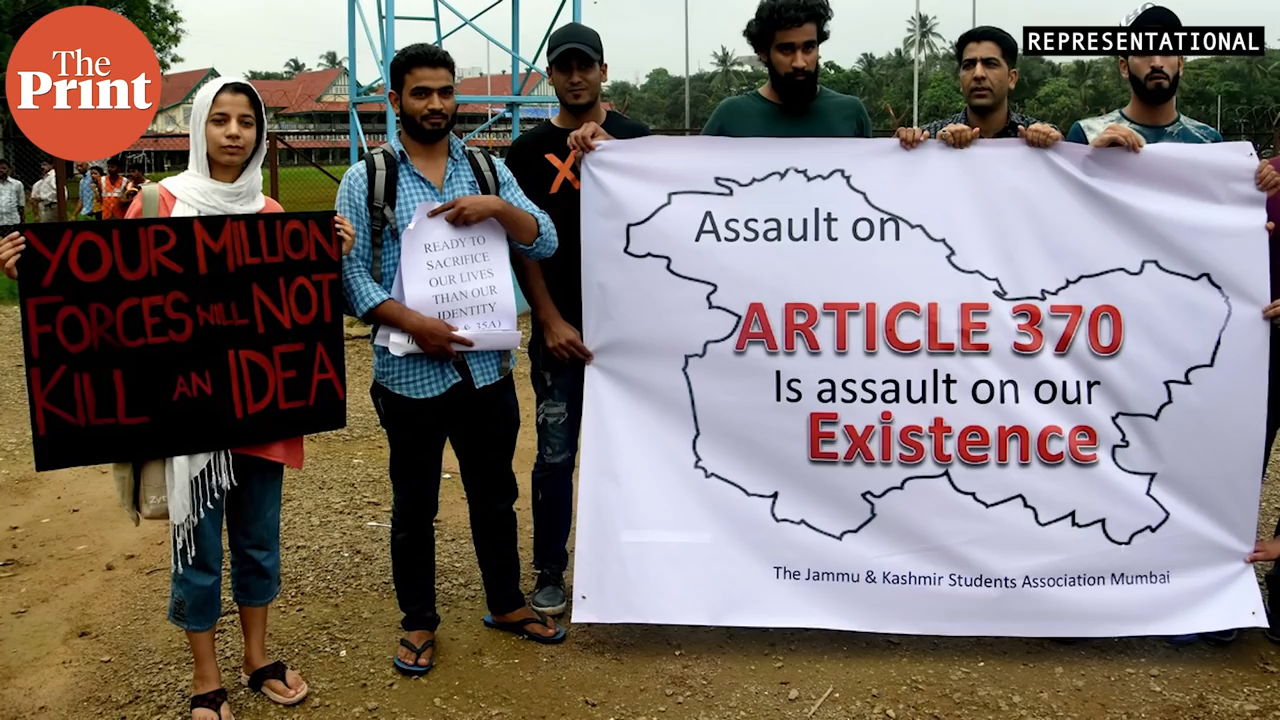 The
Print
REPRESENTATIONAL
YOUR MILLION
FORCES WILL NOT
KILL AN IDEA
READY TO
SACRIFICE
OUR LIVES
THAN OUR
IDENTITY
35A)
Assault on
ARTICLE 370
Is assault on our
Existence
The Jammu & Kashmir Students Association Mumbai